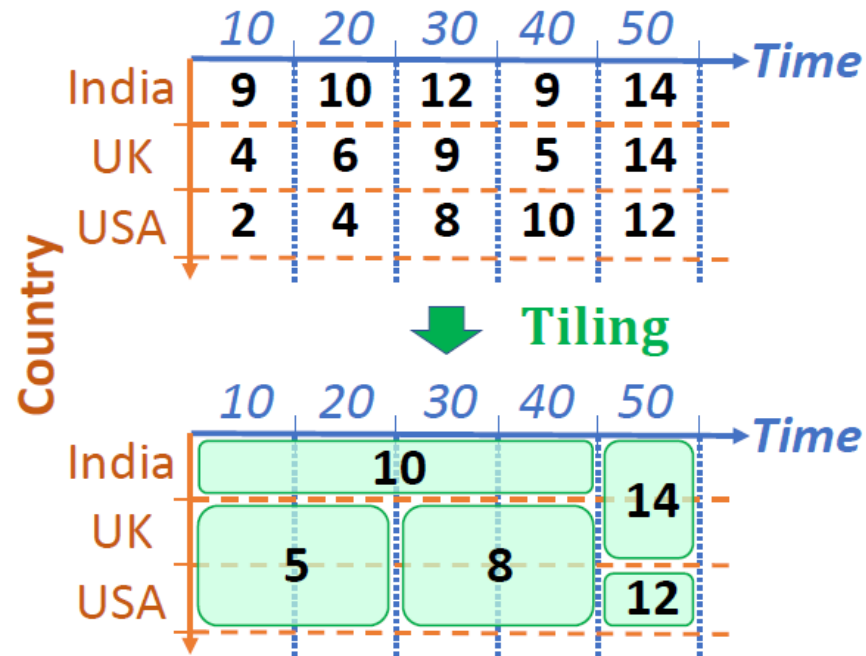 10 20 30 40 50
Time
India 9 10 12 9 14
UK 4 6 9 5 14
USA 2 4 8 10 12
Country
Tiling
10 20 30 40 50
Time
India 10 14
UK
5 8
USA 12